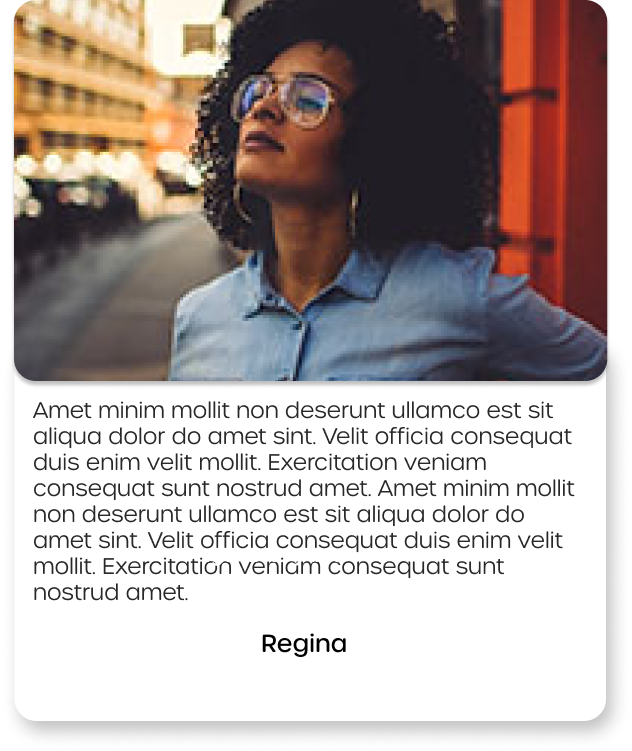 Amet minim mollit non deserunt ullamco est sit
aliqua dolor do amet sint. Velit officia consequat
duis enim velit mollit. Exercitation veniam
consequat sunt nostrud amet. Amet minim mollit
non deserunt ullamco est sit aliqua dolor do
amet sint. Velit officia consequat duis enim velit
mollit. Exercitation veniam consequat sunt
nostrud amet.
Regina